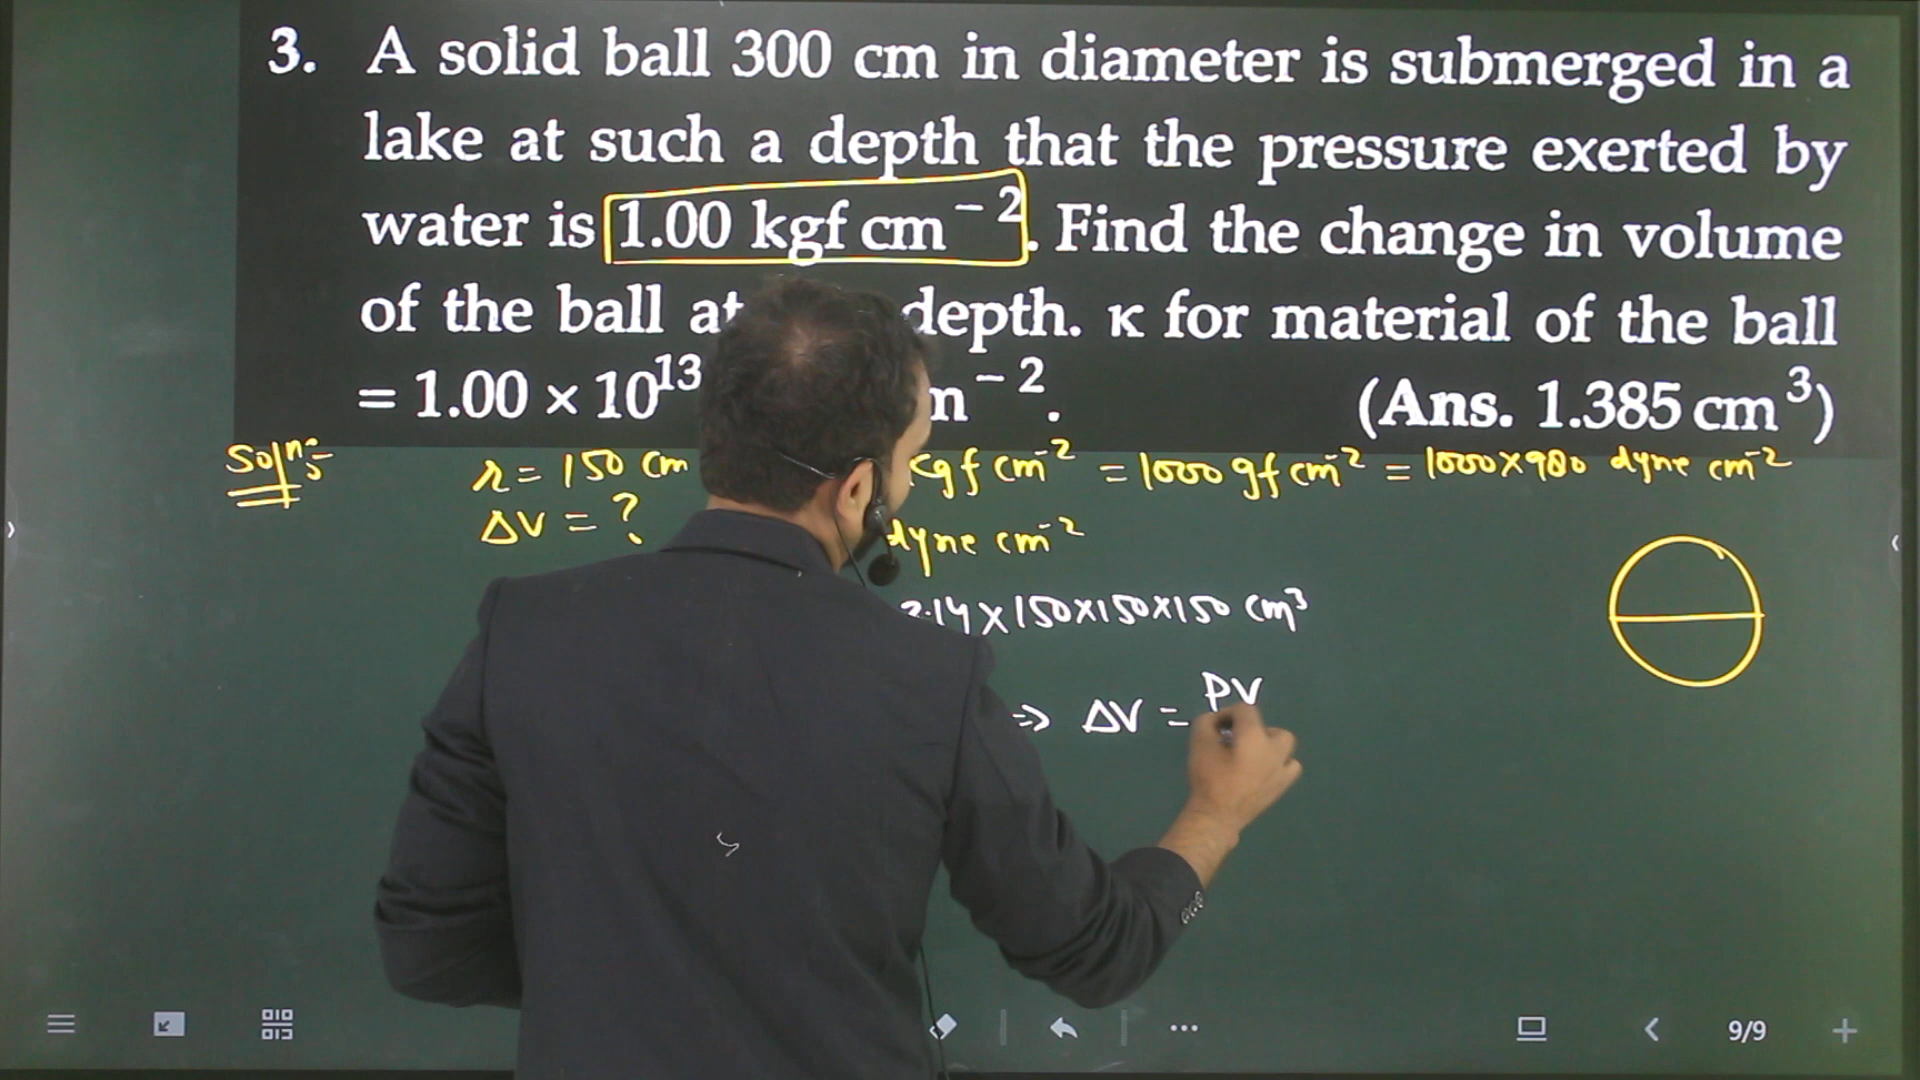 3. A solid ball 300 cm in diameter is submerged in a
lake at such a depth that the pressure exerted by
water is 1.00 kgf cm⁻². Find the change in volume
of the ball at depth. κ for material of the ball
= 1.00 × 10¹³ m⁻². (Ans. 1.385 cm³)
Solⁿ:- r = 150 cm kgf cm⁻² = 1000 gf cm⁻² = 1000×980 dyne cm⁻²
ΔV = ? dyne cm⁻²
3.14 × 150×150×150 cm³
⇒ ΔV = PV
9/9